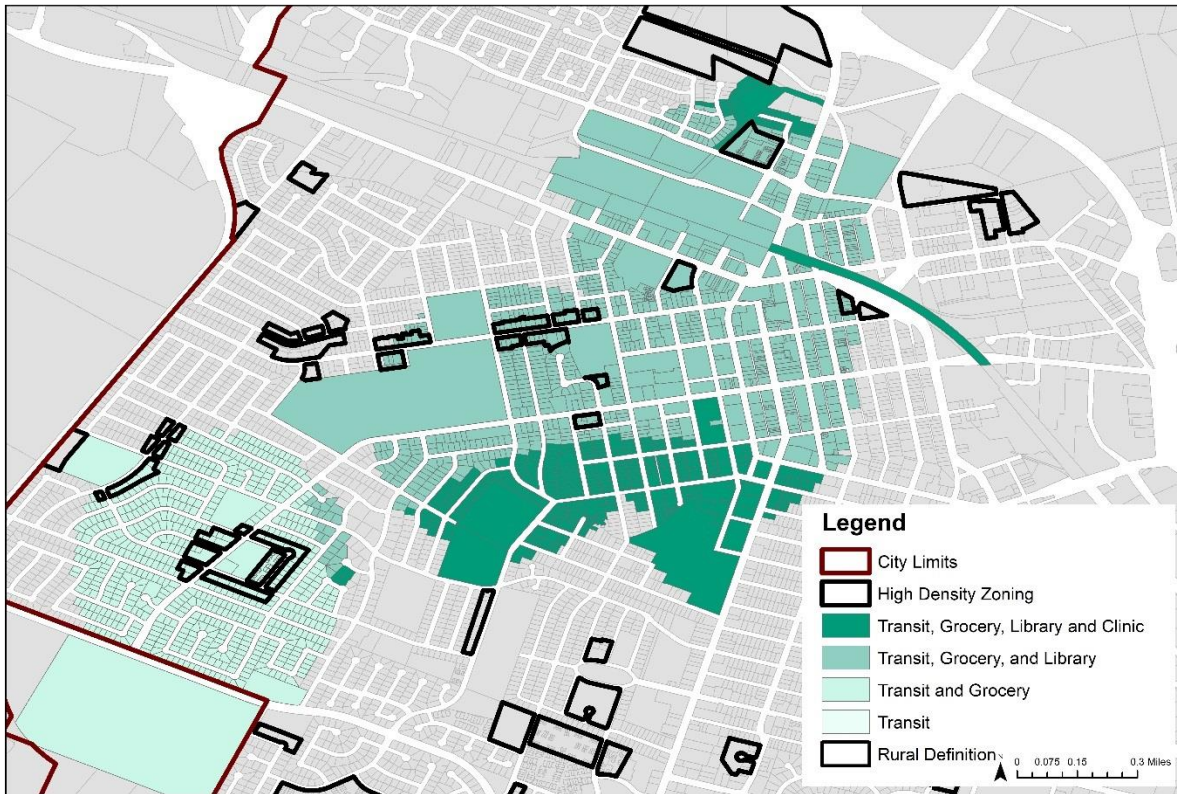 Legend
City Limits
High Density Zoning
Transit, Grocery, Library and Clinic
Transit, Grocery, and Library
Transit and Grocery
Transit
Rural Definition
0 0.075 0.15 0.3 Miles